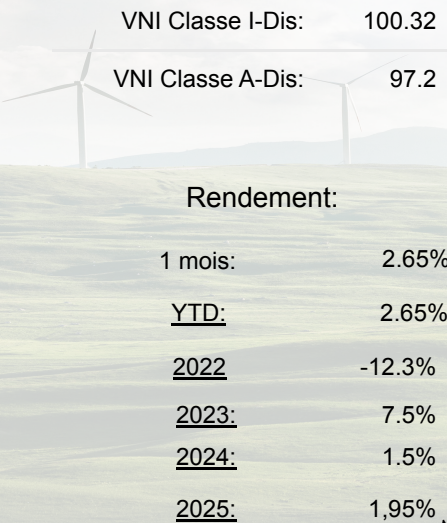 VNI Classe I-Dis: 100.32
VNI Classe A-Dis: 97.2
Rendement:
1 mois: 2.65%
YTD: 2.65%
2022 -12.3%
2023: 7.5%
2024: 1.5%
2025: 1,95%